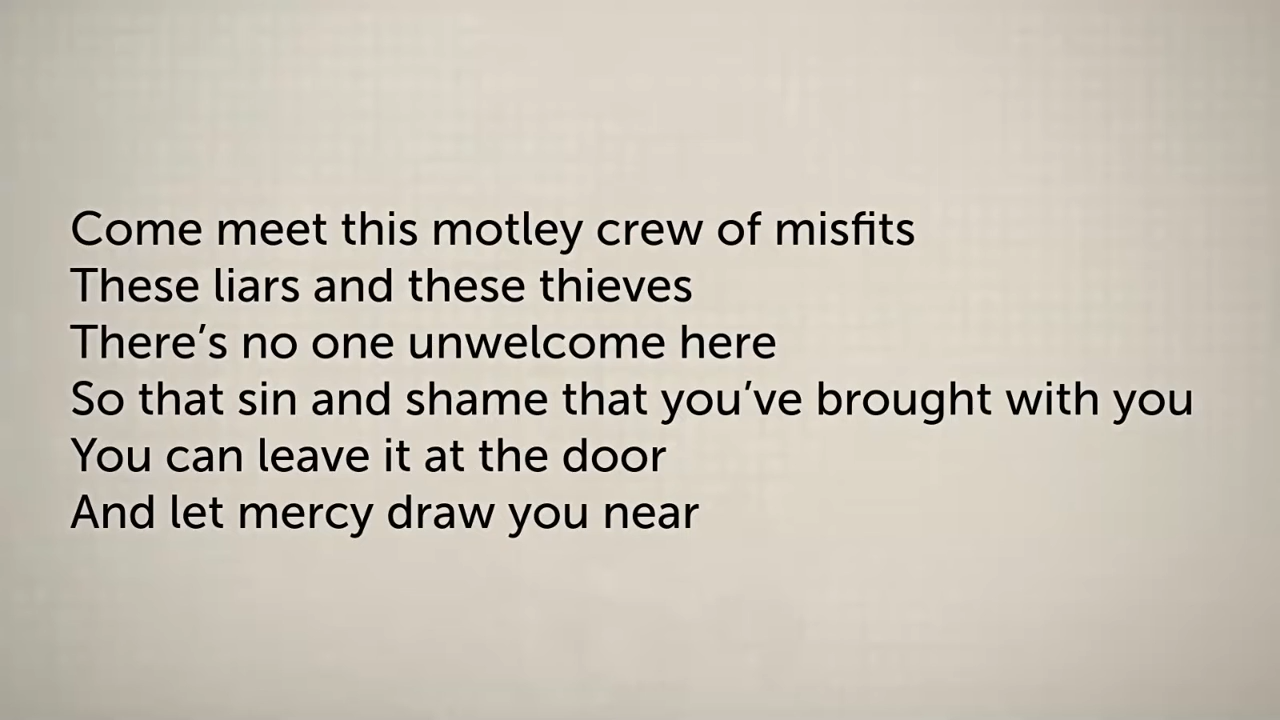 Come meet this motley crew of misfits
These liars and these thieves
There’s no one unwelcome here
So that sin and shame that you’ve brought with you
You can leave it at the door
And let mercy draw you near